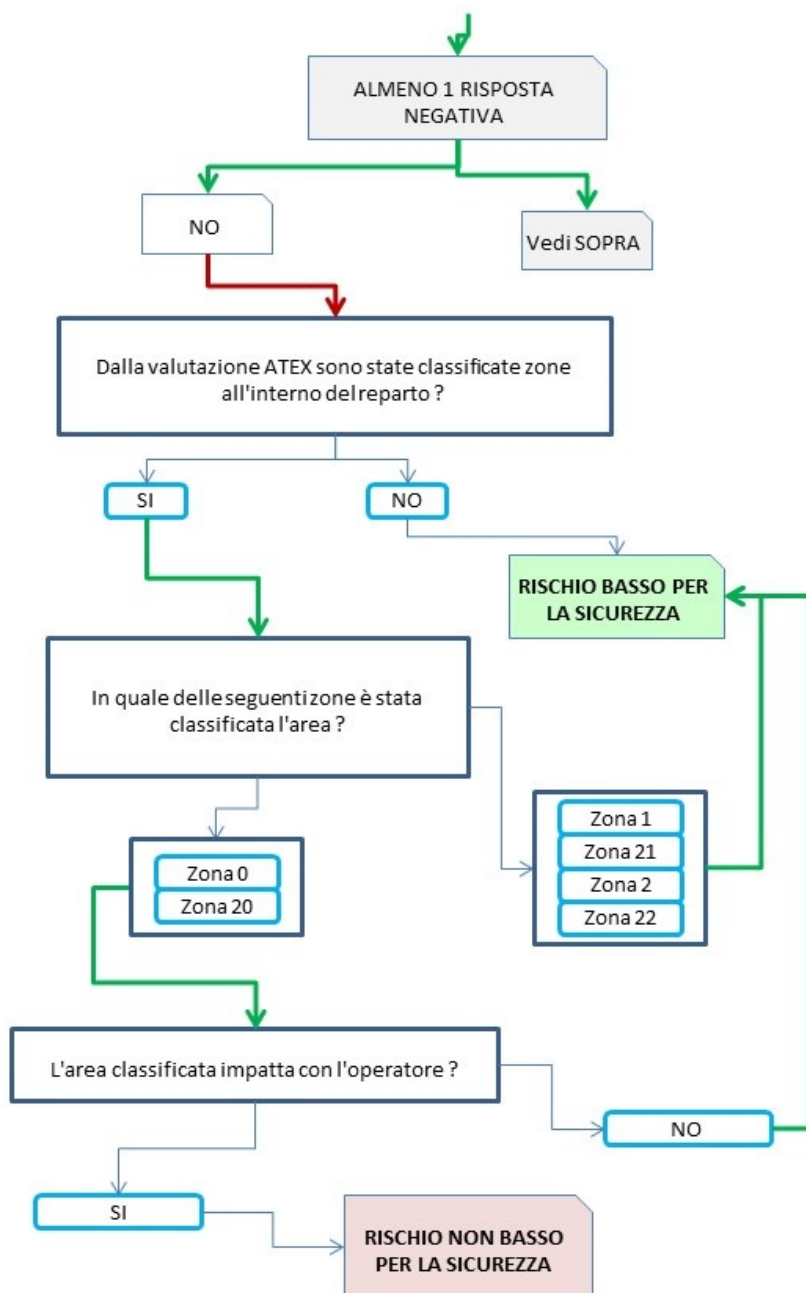 ALMENO 1 RISPOSTA
NEGATIVA
NO
Vedi SOPRA
Dalla valutazione ATEX sono state classificate zone
all'interno del reparto ?
SI
NO
RISCHIO BASSO PER
LA SICUREZZA
In quale delle seguenti zone è stata
classificata l'area ?
Zona 1
Zona 21
Zona 2
Zona 22
Zona 0
Zona 20
L'area classificata impatta con l'operatore ?
NO
SI
RISCHIO NON BASSO
PER LA SICUREZZA